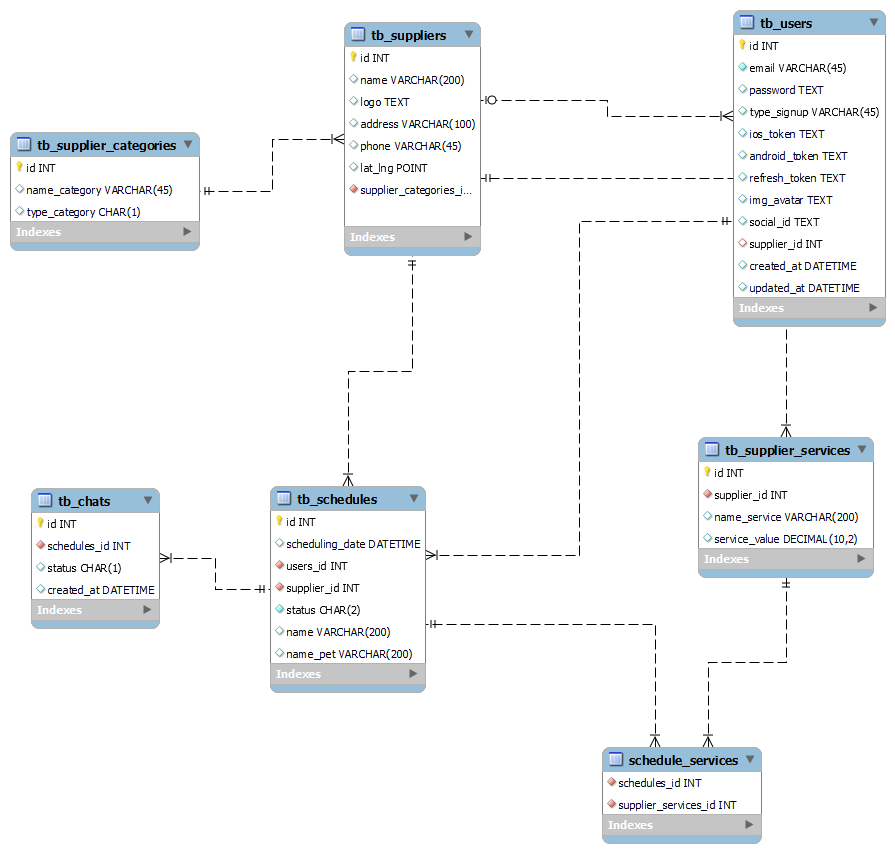 tb_suppliers
id INT
name VARCHAR(200)
logo TEXT
address VARCHAR(100)
phone VARCHAR(45)
lat_lng POINT
supplier_categories_i...
Indexes
tb_users
id INT
email VARCHAR(45)
password TEXT
type_signup VARCHAR(45)
ios_token TEXT
android_token TEXT
refresh_token TEXT
img_avatar TEXT
social_id TEXT
supplier_id INT
created_at DATETIME
updated_at DATETIME
Indexes
tb_supplier_categories
id INT
name_category VARCHAR(45)
type_category CHAR(1)
Indexes
tb_supplier_services
id INT
supplier_id INT
name_service VARCHAR(200)
service_value DECIMAL(10,2)
Indexes
tb_chats
id INT
schedules_id INT
status CHAR(1)
created_at DATETIME
Indexes
tb_schedules
id INT
scheduling_date DATETIME
users_id INT
supplier_id INT
status CHAR(2)
name VARCHAR(200)
name_pet VARCHAR(200)
Indexes
schedule_services
schedules_id INT
supplier_services_id INT
Indexes